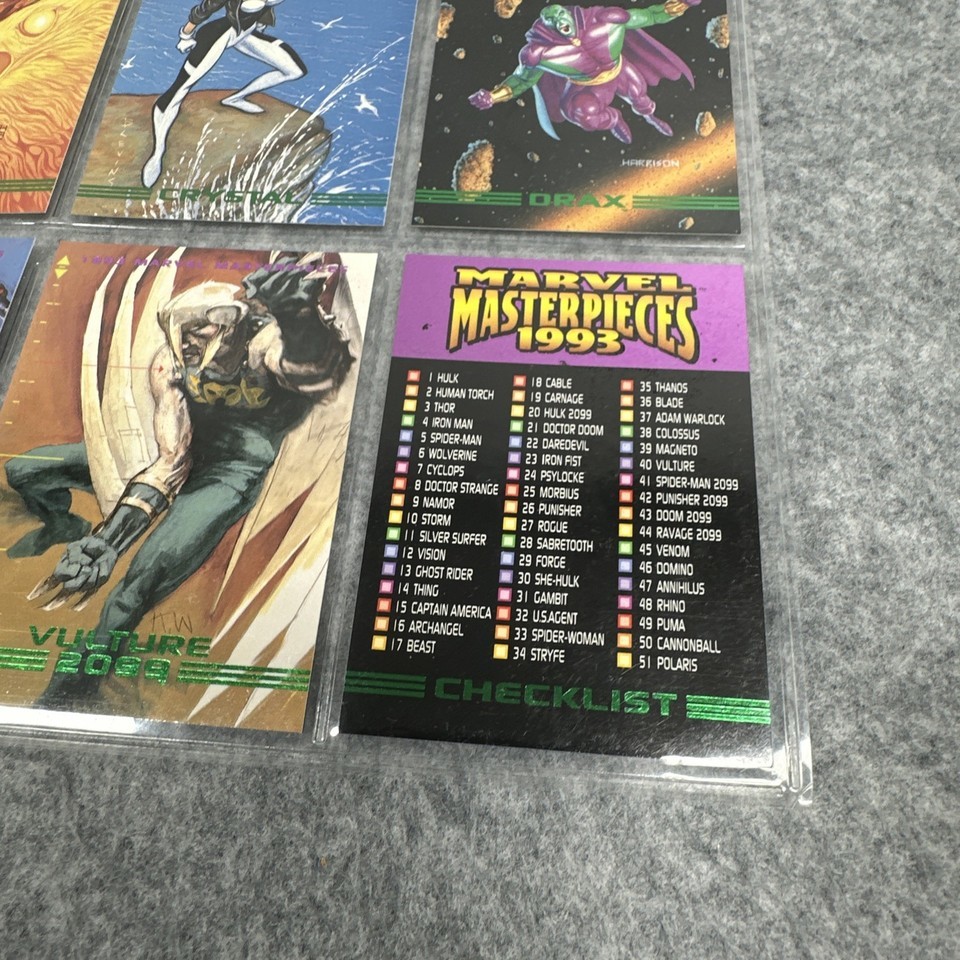 CRYSTAL
HARRISON
DRAX
1993 MARVEL MASTERPIECES
HW
VULTURE
2099
MARVEL
MASTERPIECES
1993
1 HULK
2 HUMAN TORCH
3 THOR
4 IRON MAN
5 SPIDER-MAN
6 WOLVERINE
7 CYCLOPS
8 DOCTOR STRANGE
9 NAMOR
10 STORM
11 SILVER SURFER
12 VISION
13 GHOST RIDER
14 THING
15 CAPTAIN AMERICA
16 ARCHANGEL
17 BEAST
18 CABLE
19 CARNAGE
20 HULK 2099
21 DOCTOR DOOM
22 DAREDEVIL
23 IRON FIST
24 PSYLOCKE
25 MORBIUS
26 PUNISHER
27 ROGUE
28 SABRETOOTH
29 FORGE
30 SHE-HULK
31 GAMBIT
32 U.S.AGENT
33 SPIDER-WOMAN
34 STRYFE
35 THANOS
36 BLADE
37 ADAM WARLOCK
38 COLOSSUS
39 MAGNETO
40 VULTURE
41 SPIDER-MAN 2099
42 PUNISHER 2099
43 DOOM 2099
44 RAVAGE 2099
45 VENOM
46 DOMINO
47 ANNIHILUS
48 RHINO
49 PUMA
50 CANNONBALL
51 POLARIS
CHECKLIST